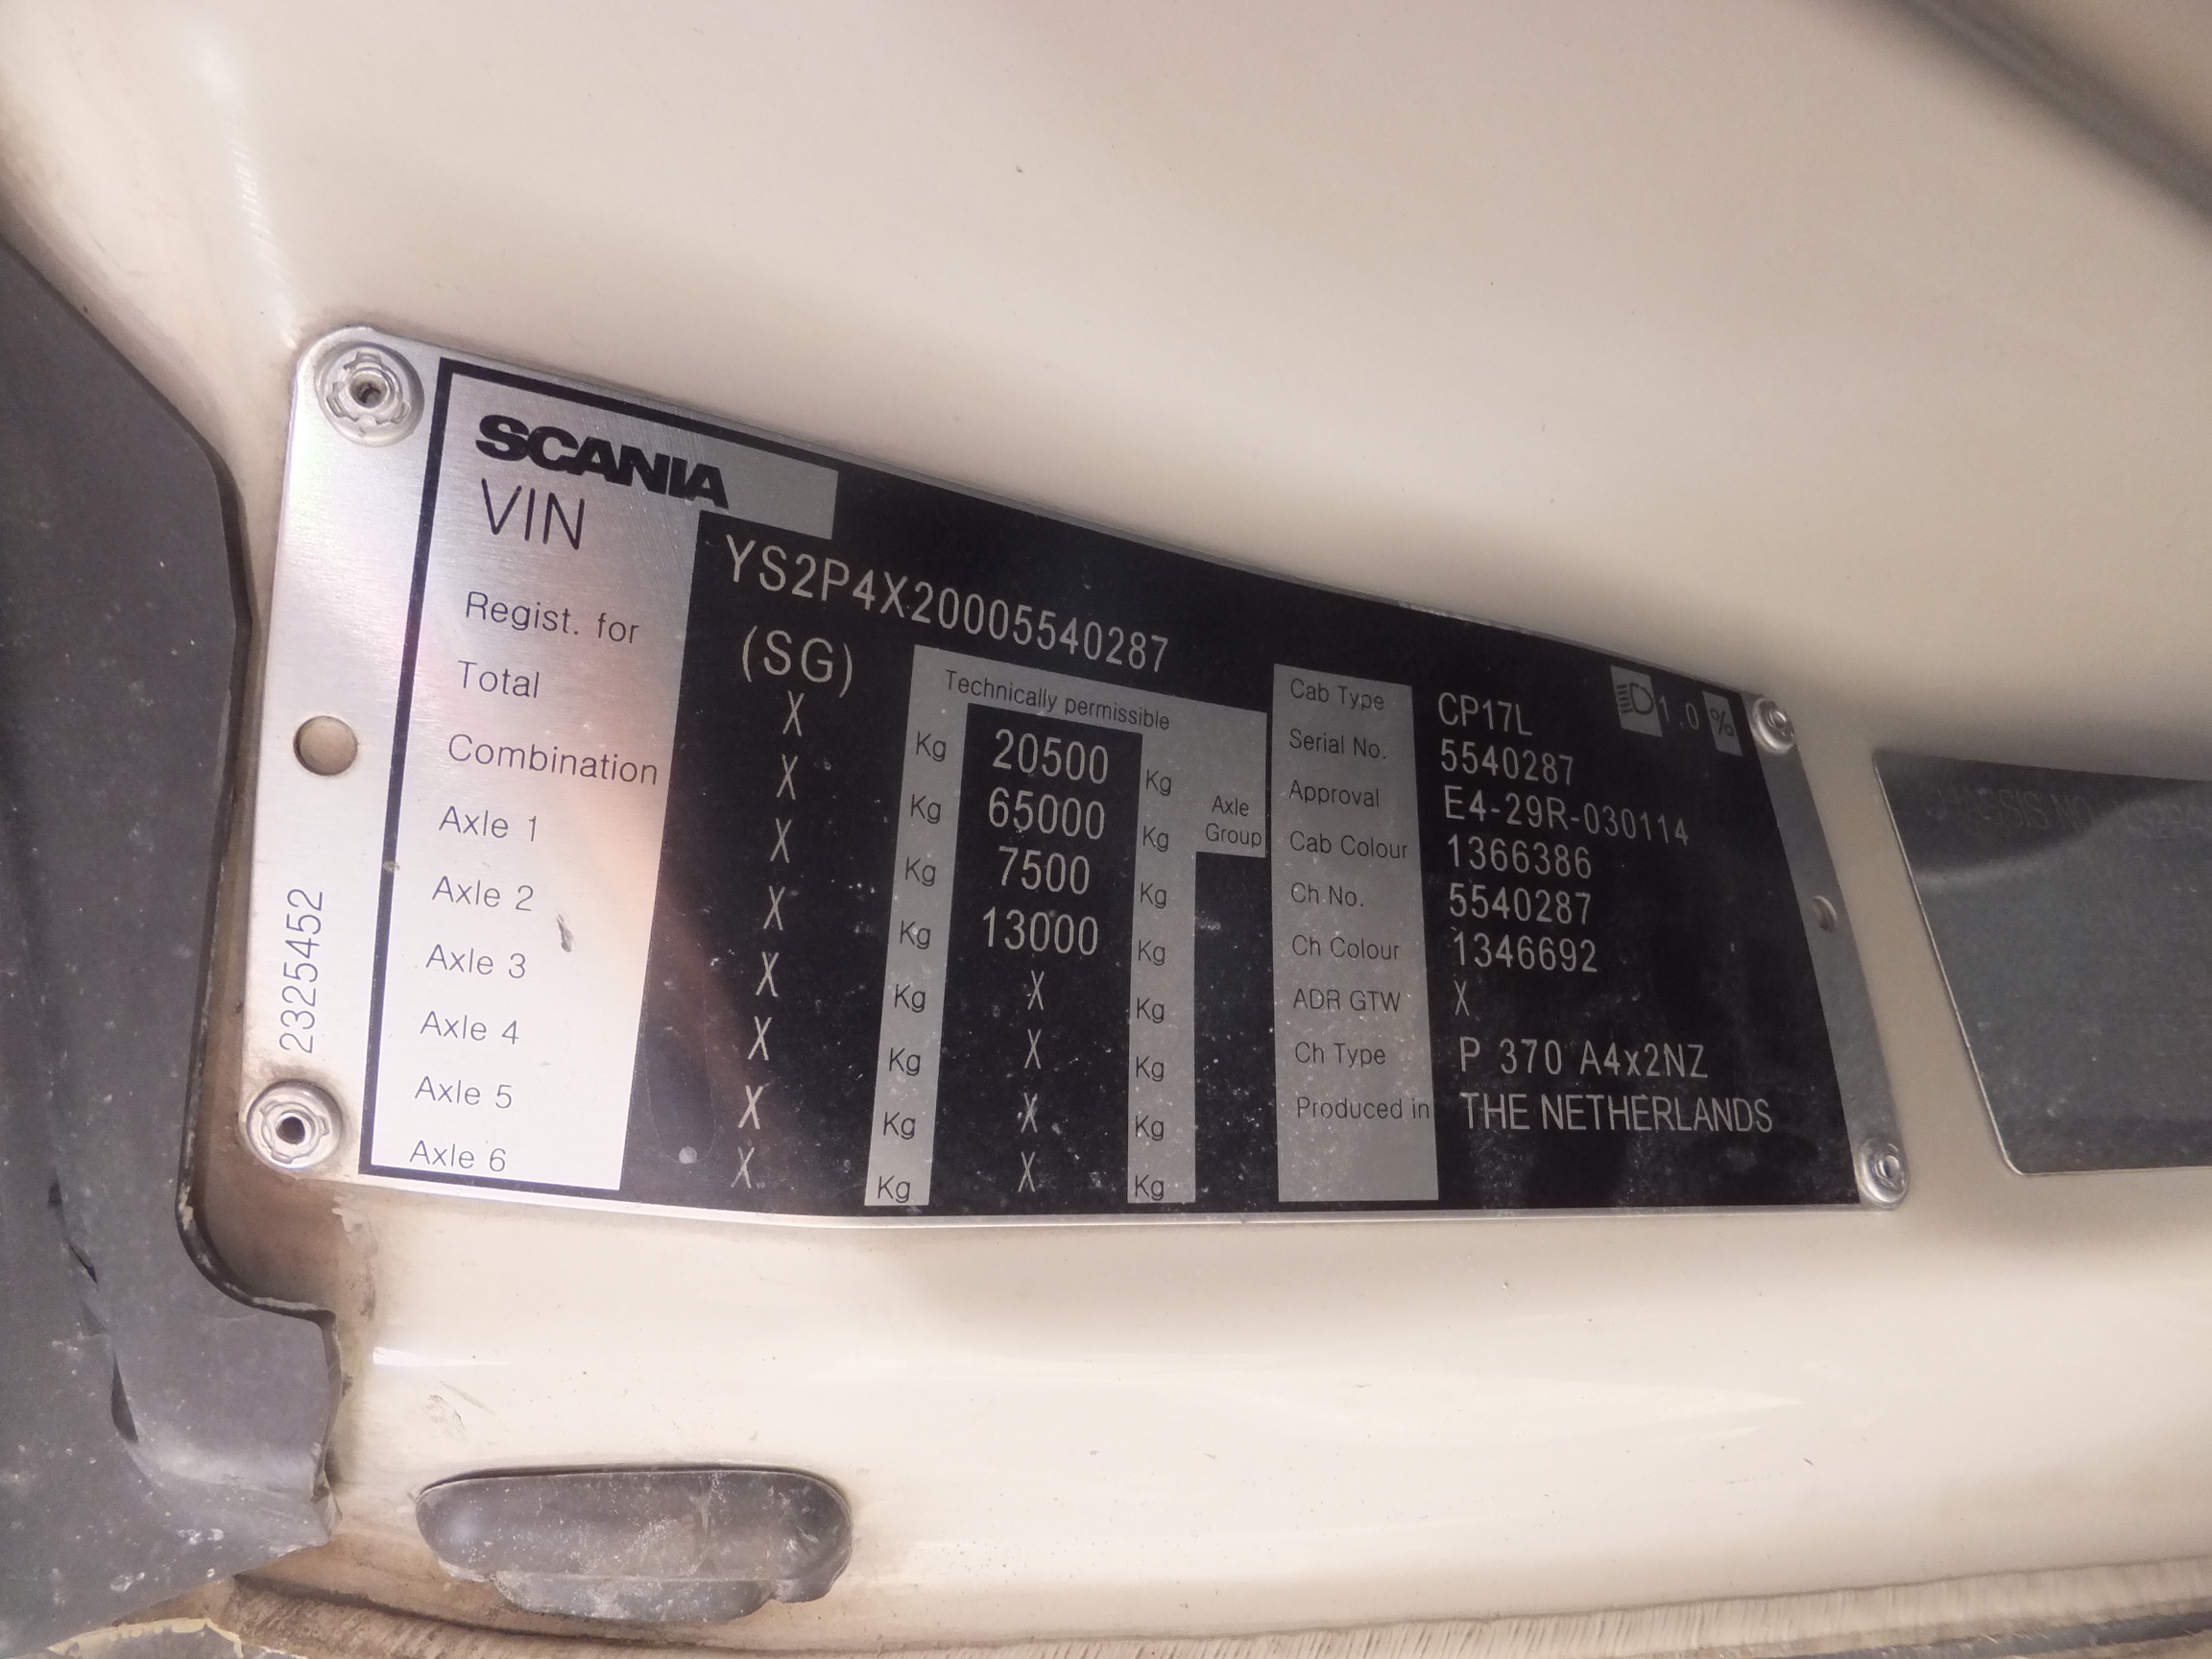 SCANIA
VIN YS2P4X20005540287
Regist. for (SG) Technically permissible
Total X Kg 20500 Kg
Combination X Kg 65000 Kg
Axle Group
Axle 1 X Kg 7500 Kg
Axle 2 X Kg 13000 Kg
Axle 3 X Kg X Kg
Axle 4 X Kg X Kg
Axle 5 X Kg X Kg
Axle 6 X Kg X Kg
Cab Type CP17L 1.0 %
Serial No. 5540287
Approval E4-29R-030114
Cab Colour 1366386
Ch No. 5540287
Ch Colour 1346692
ADR GTW X
Ch Type P 370 A4x2NZ
Produced in THE NETHERLANDS
2325452
CHASSIS NO